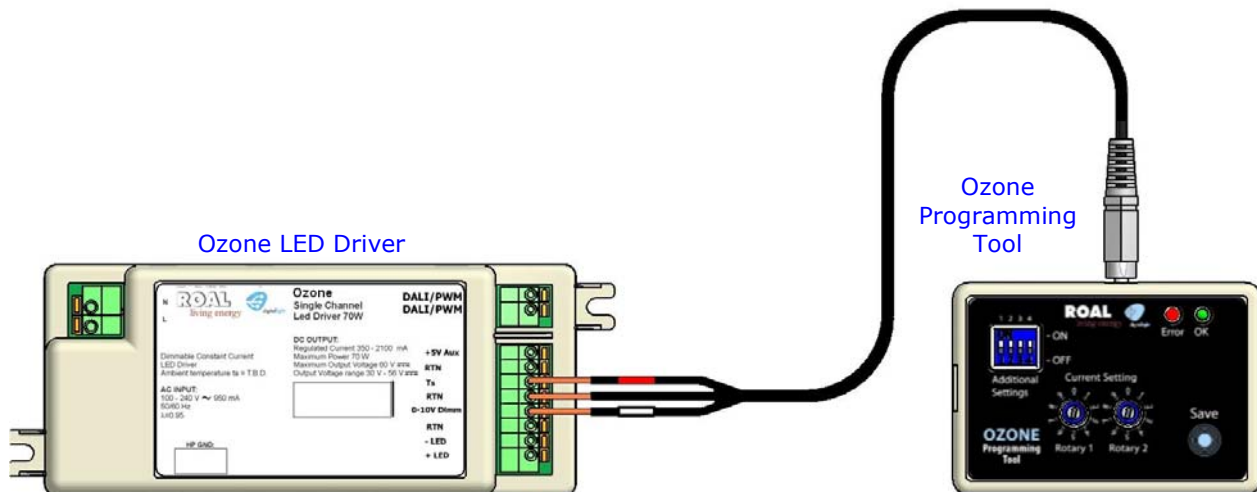 Ozone LED Driver
N
L
ROAL
living energy
digitallight
Ozone
Single Channel
Led Driver 70W
DALI/PWM
DALI/PWM
DC OUTPUT:
Regulated Current 350 - 2100 mA
Maximum Power 70 W
Maximum Output Voltage 60 V
Output Voltage range 30 V - 56 V
Dimmable Constant Current
LED Driver
Ambient temperature ta = T.B.D.
AC INPUT:
100 - 240 V ~ 950 mA
50/60 Hz
HP GND:
+5V Aux
RTN
Ts
RTN
0-10V Dimm
RTN
- LED
+ LED
Ozone
Programming
Tool
ROAL
living energy
Error
OK
1 2 3 4
- ON
- OFF
Additional
Settings
Current Setting
Rotary 1
Rotary 2
Save
OZONE
Programming
Tool